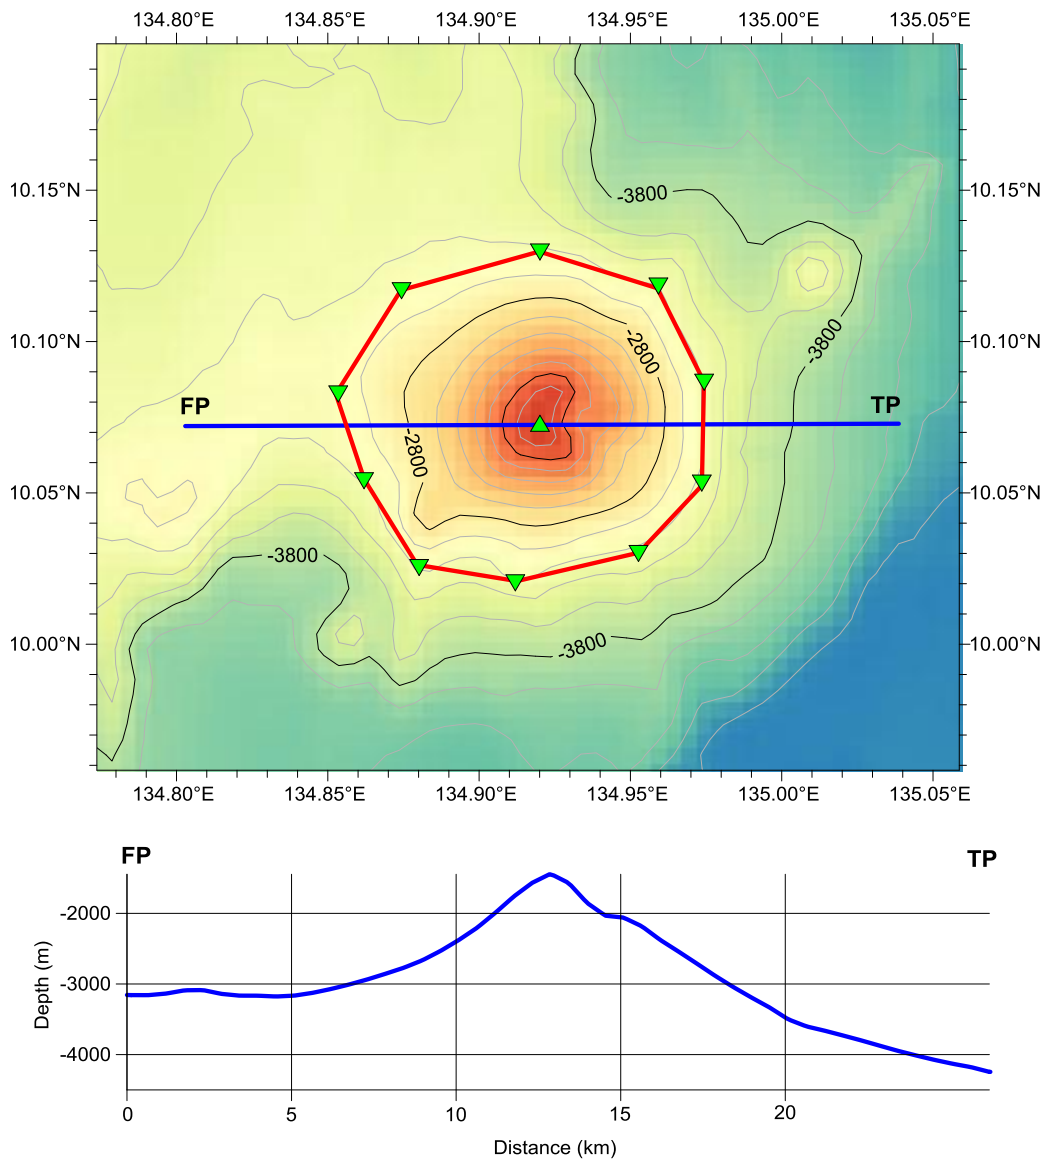 134.80°E 134.85°E 134.90°E 134.95°E 135.00°E 135.05°E
10.15°N -3800 10.15°N
10.10°N -2800 -3800 10.10°N
FP TP
-2800
10.05°N 10.05°N
-3800
10.00°N -3800 10.00°N
134.80°E 134.85°E 134.90°E 134.95°E 135.00°E 135.05°E
FP TP
-2000
-3000
-4000
Depth (m)
0 5 10 15 20
Distance (km)